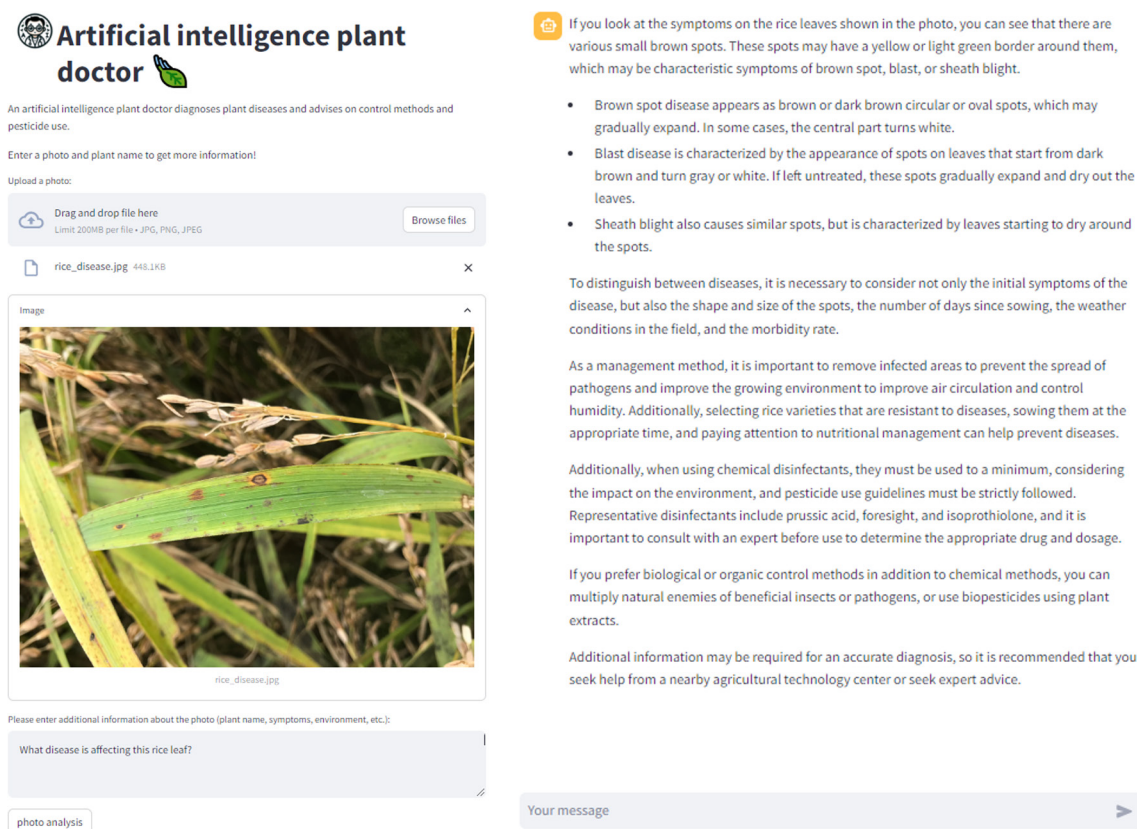 Artificial intelligence plant
doctor
An artificial intelligence plant doctor diagnoses plant diseases and advises on control methods and
pesticide use.
Enter a photo and plant name to get more information!
Upload a photo:
Drag and drop file here
Limit 200MB per file • JPG, PNG, JPEG
Browse files
rice_disease.jpg 448.1KB
Image
rice_disease.jpg
Please enter additional information about the photo (plant name, symptoms, environment, etc.):
What disease is affecting this rice leaf?
photo analysis
If you look at the symptoms on the rice leaves shown in the photo, you can see that there are
various small brown spots. These spots may have a yellow or light green border around them,
which may be characteristic symptoms of brown spot, blast, or sheath blight.
• Brown spot disease appears as brown or dark brown circular or oval spots, which may
gradually expand. In some cases, the central part turns white.
• Blast disease is characterized by the appearance of spots on leaves that start from dark
brown and turn gray or white. If left untreated, these spots gradually expand and dry out the
leaves.
• Sheath blight also causes similar spots, but is characterized by leaves starting to dry around
the spots.
To distinguish between diseases, it is necessary to consider not only the initial symptoms of the
disease, but also the shape and size of the spots, the number of days since sowing, the weather
conditions in the field, and the morbidity rate.
As a management method, it is important to remove infected areas to prevent the spread of
pathogens and improve the growing environment to improve air circulation and control
humidity. Additionally, selecting rice varieties that are resistant to diseases, sowing them at the
appropriate time, and paying attention to nutritional management can help prevent diseases.
Additionally, when using chemical disinfectants, they must be used to a minimum, considering
the impact on the environment, and pesticide use guidelines must be strictly followed.
Representative disinfectants include prussic acid, foresight, and isoprothiolone, and it is
important to consult with an expert before use to determine the appropriate drug and dosage.
If you prefer biological or organic control methods in addition to chemical methods, you can
multiply natural enemies of beneficial insects or pathogens, or use biopesticides using plant
extracts.
Additional information may be required for an accurate diagnosis, so it is recommended that you
seek help from a nearby agricultural technology center or seek expert advice.
Your message